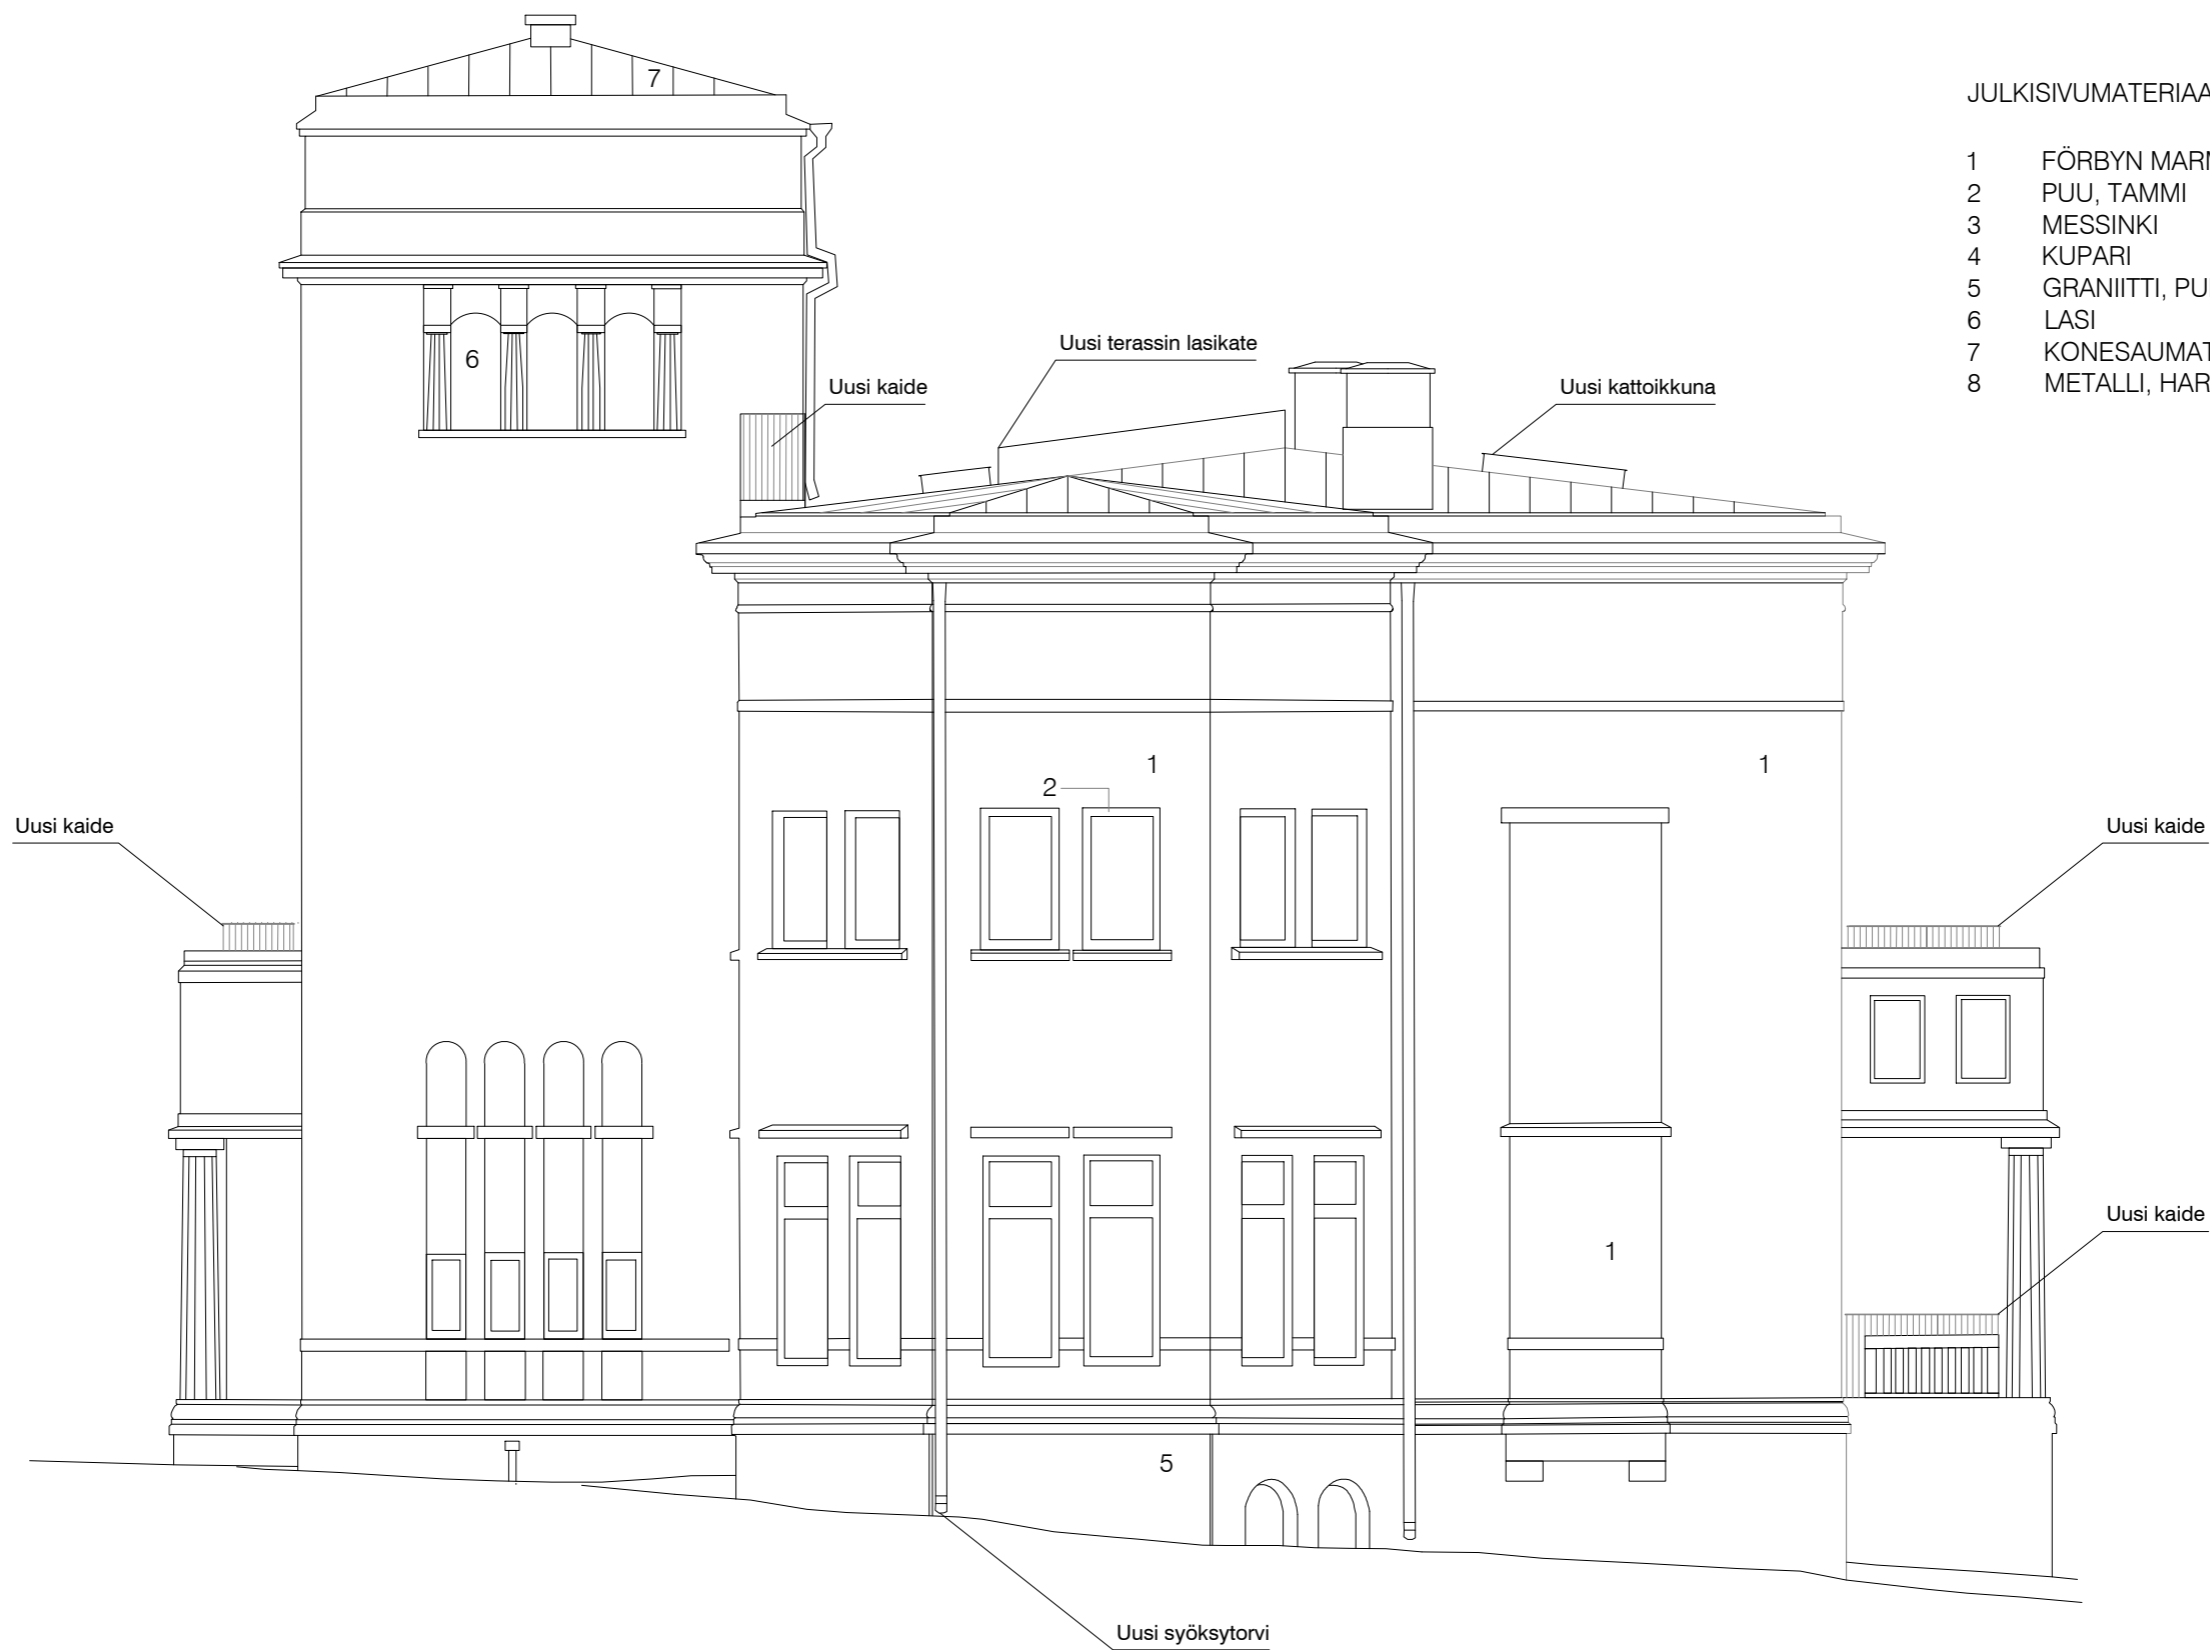 JULKISIVUMATERIAA
1 FÖRBYN MARM
2 PUU, TAMMI
3 MESSINKI
4 KUPARI
5 GRANIITTI, PU
6 LASI
7 KONESAUMAT
8 METALLI, HAR
7
6
Uusi terassin lasikate
Uusi kaide
Uusi kattoikkuna
1
1
2
Uusi kaide
Uusi kaide
Uusi kaide
1
5
Uusi syöksytorvi